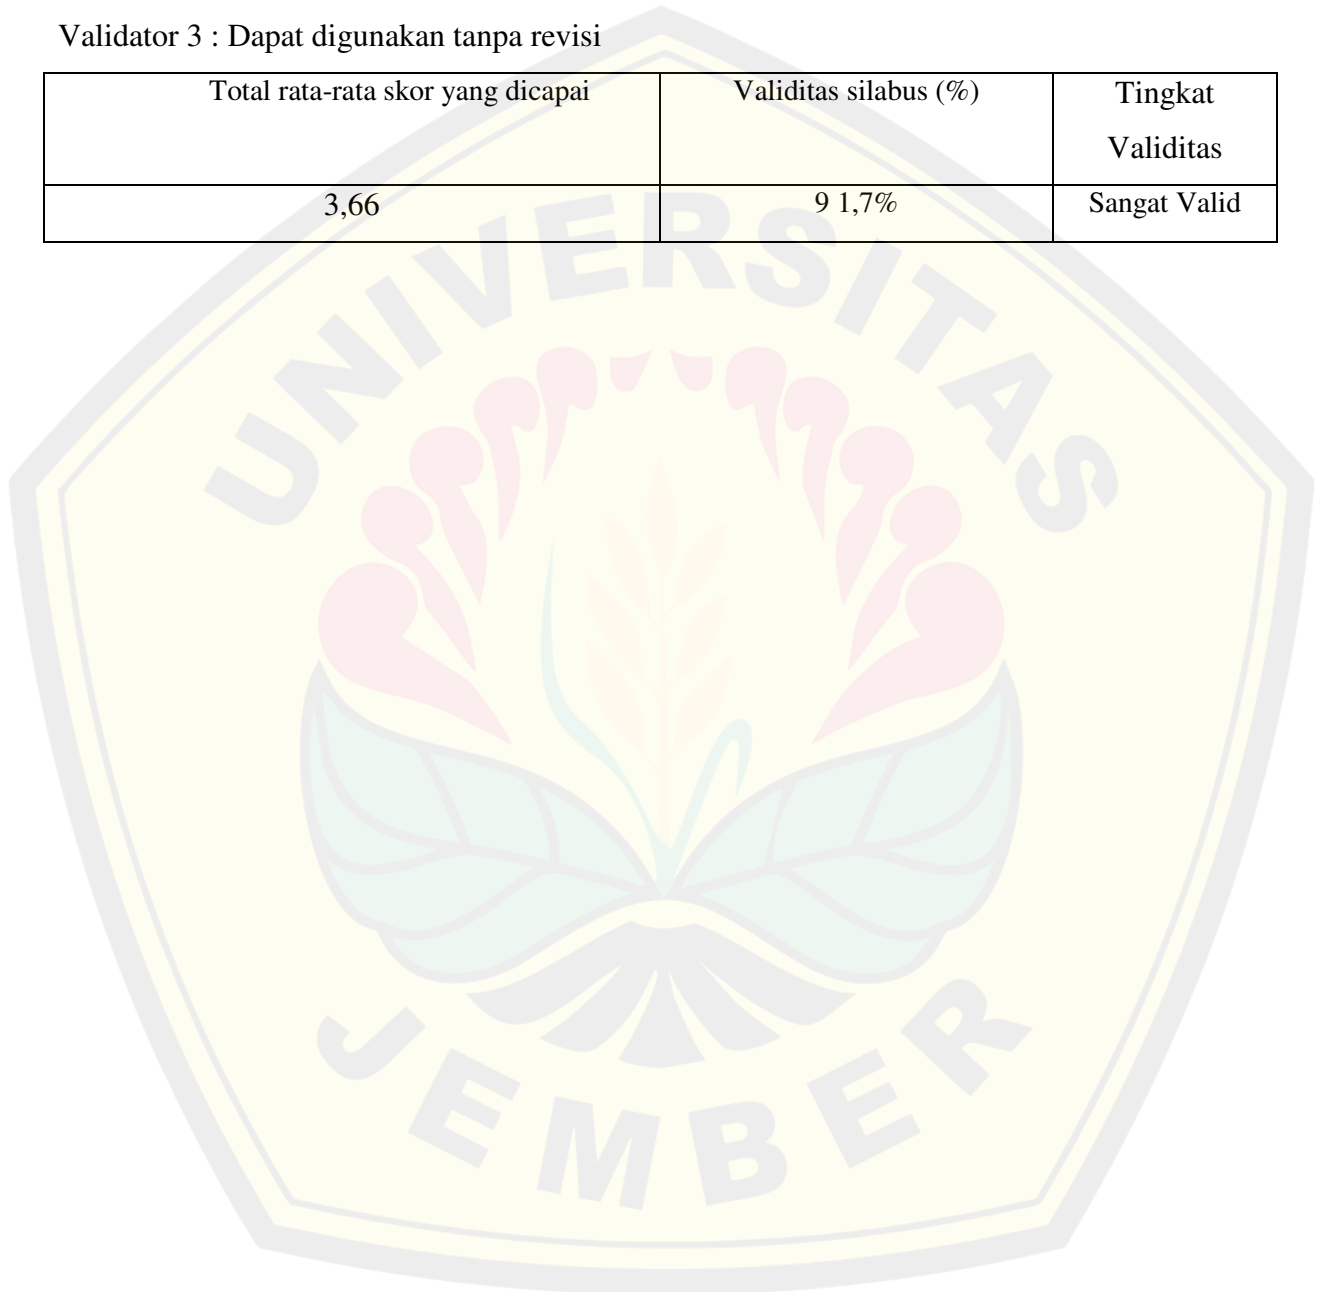 Validator 3 : Dapat digunakan tanpa revisi
Total rata-rata skor yang dicapai
Validitas silabus (%)
Tingkat
Validitas
3,66
9 1,7%
Sangat Valid
UNIVERSITAS
JEMBER